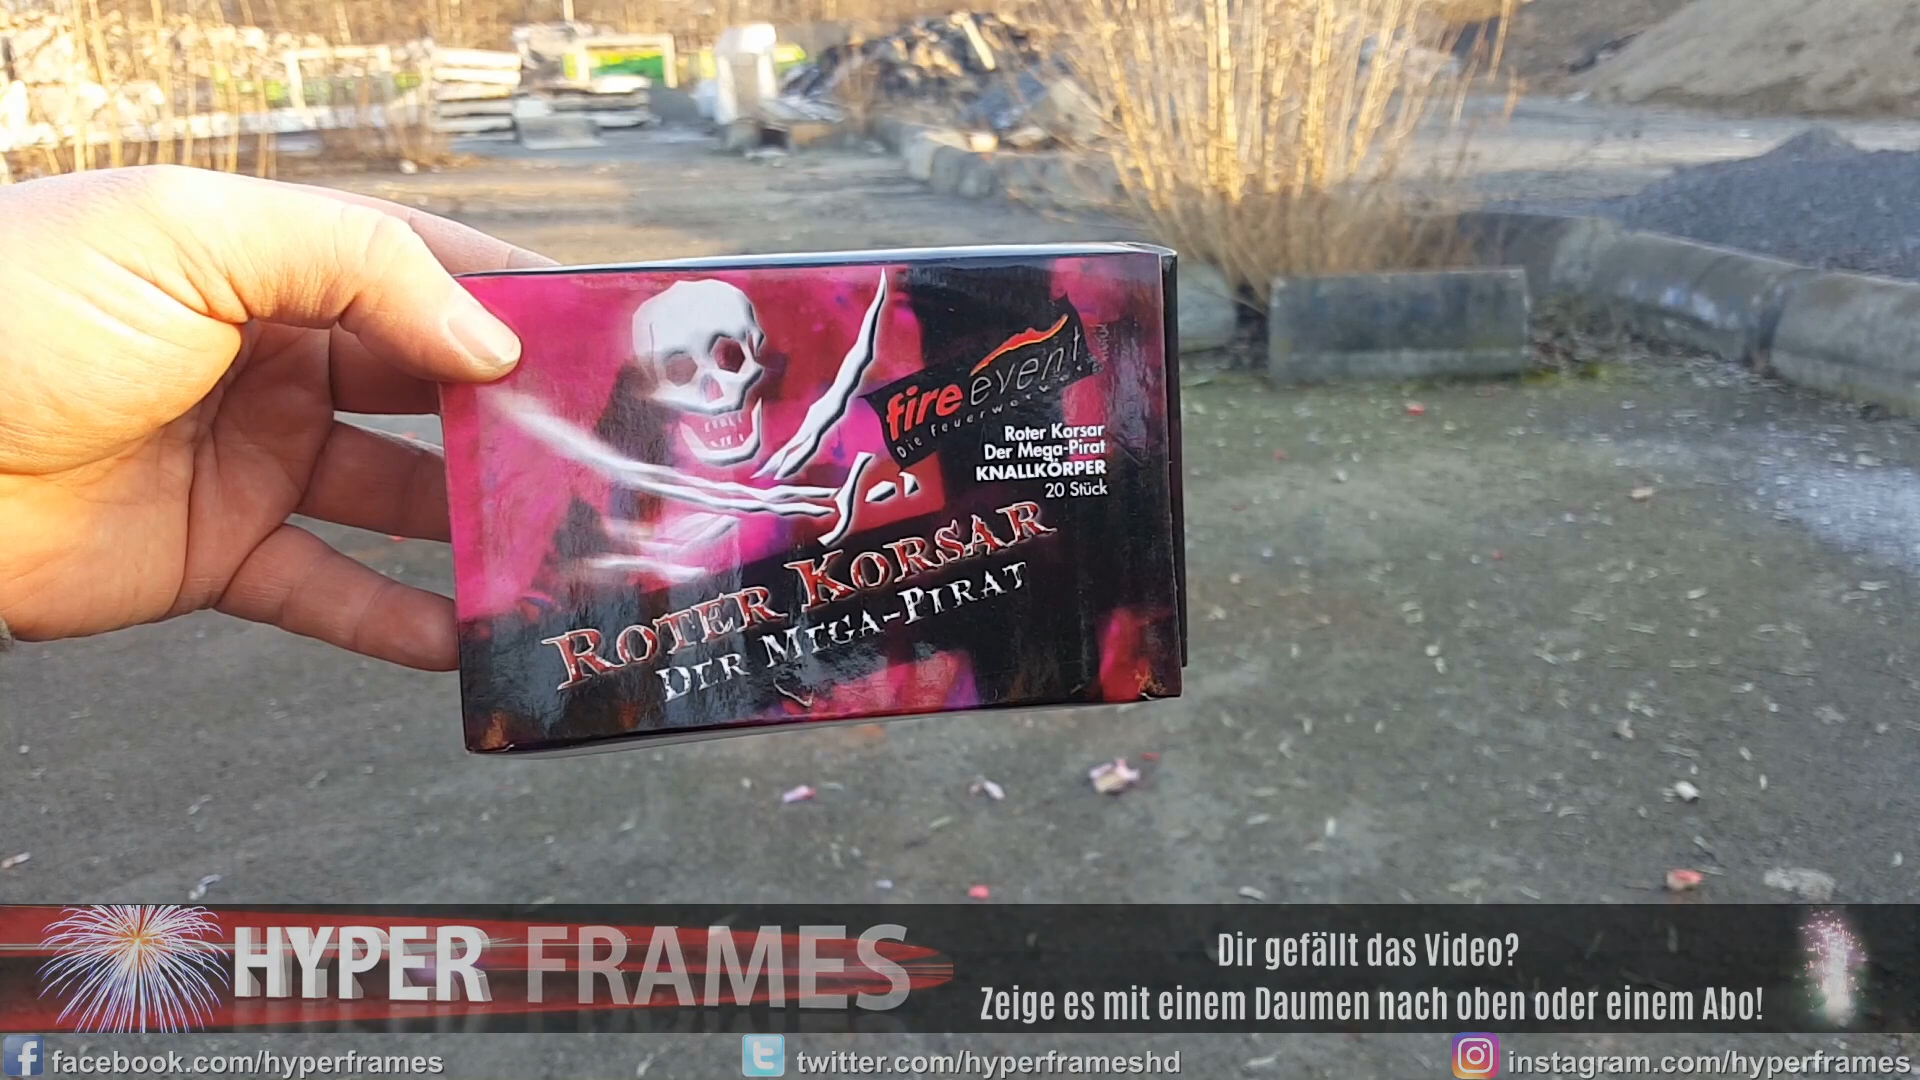 fire event
Die Feuerwerker
Roter Korsar
Der Mega-Pirat
KNALLKÖRPER
20 Stück
ROTER KORSAR
DER MEGA-PIRAT
HYPER FRAMES
Dir gefällt das Video?
Zeige es mit einem Daumen nach oben oder einem Abo!
facebook.com/hyperframes
twitter.com/hyperframeshd
instagram.com/hyperframes